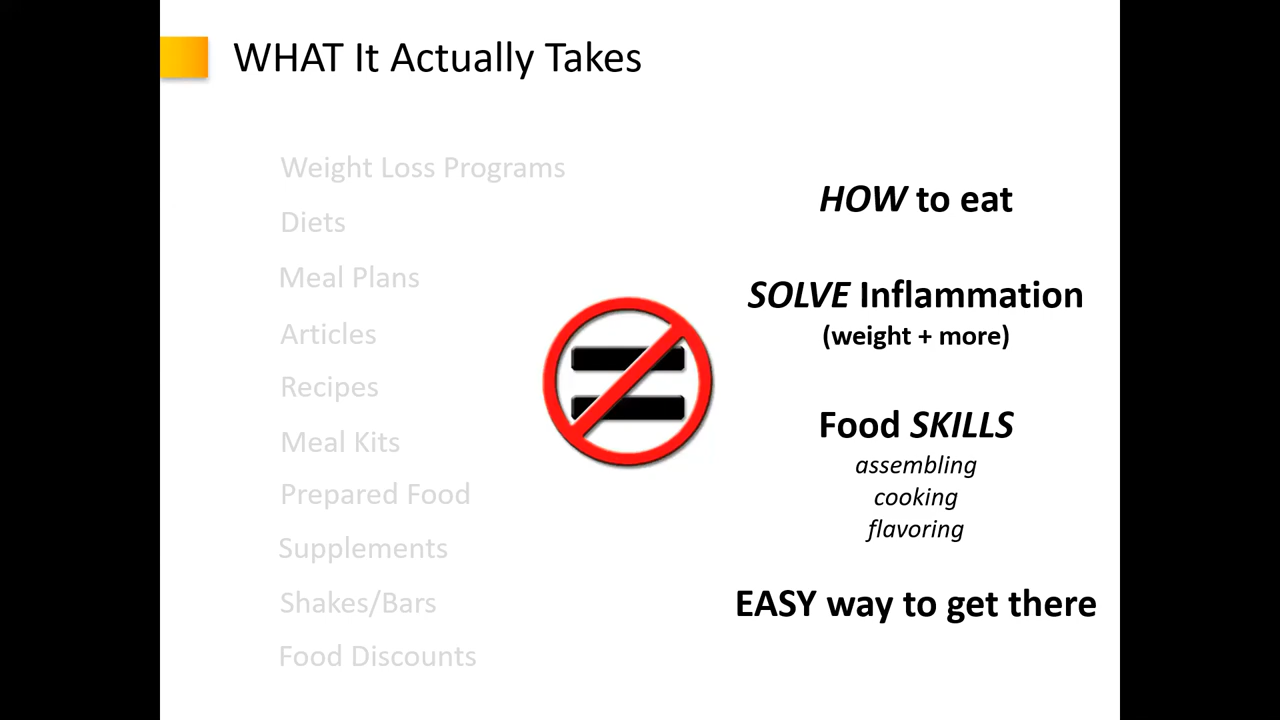 WHAT It Actually Takes
Weight Loss Programs
Diets
Meal Plans
Articles
Recipes
Meal Kits
Prepared Food
Supplements
Shakes/Bars
Food Discounts
HOW to eat
SOLVE Inflammation
(weight + more)
Food SKILLS
assembling
cooking
flavoring
EASY way to get there